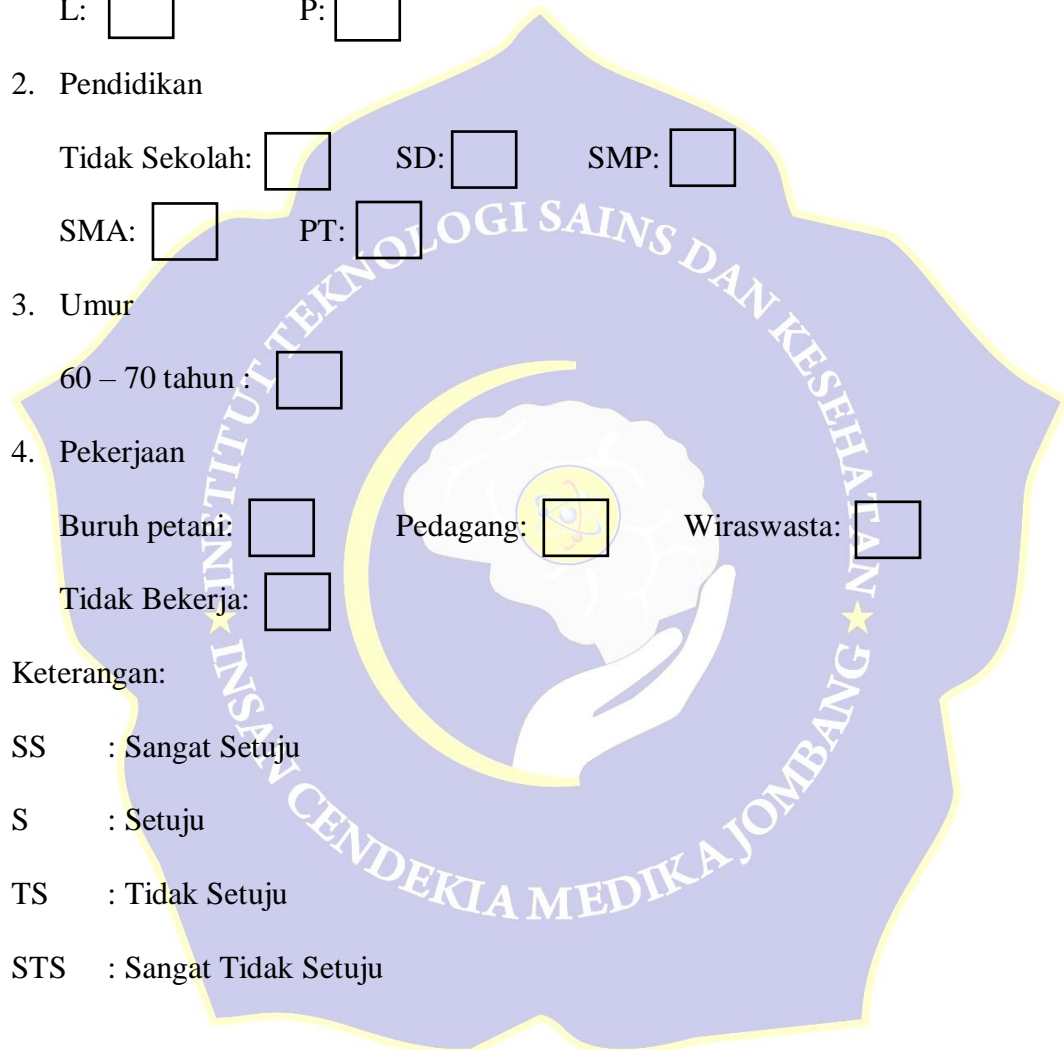 L: P:
2. Pendidikan
Tidak Sekolah: SD: SMP:
SMA: PT:
3. Umur
60 – 70 tahun :
4. Pekerjaan
Buruh petani: Pedagang: Wiraswasta:
Tidak Bekerja:
Keterangan:
SS : Sangat Setuju
S : Setuju
TS : Tidak Setuju
STS : Sangat Tidak Setuju
INSTITUT TEKNOLOGI SAINS DAN KESEHATAN
INSAN CENDEKIA MEDIKA JOMBANG